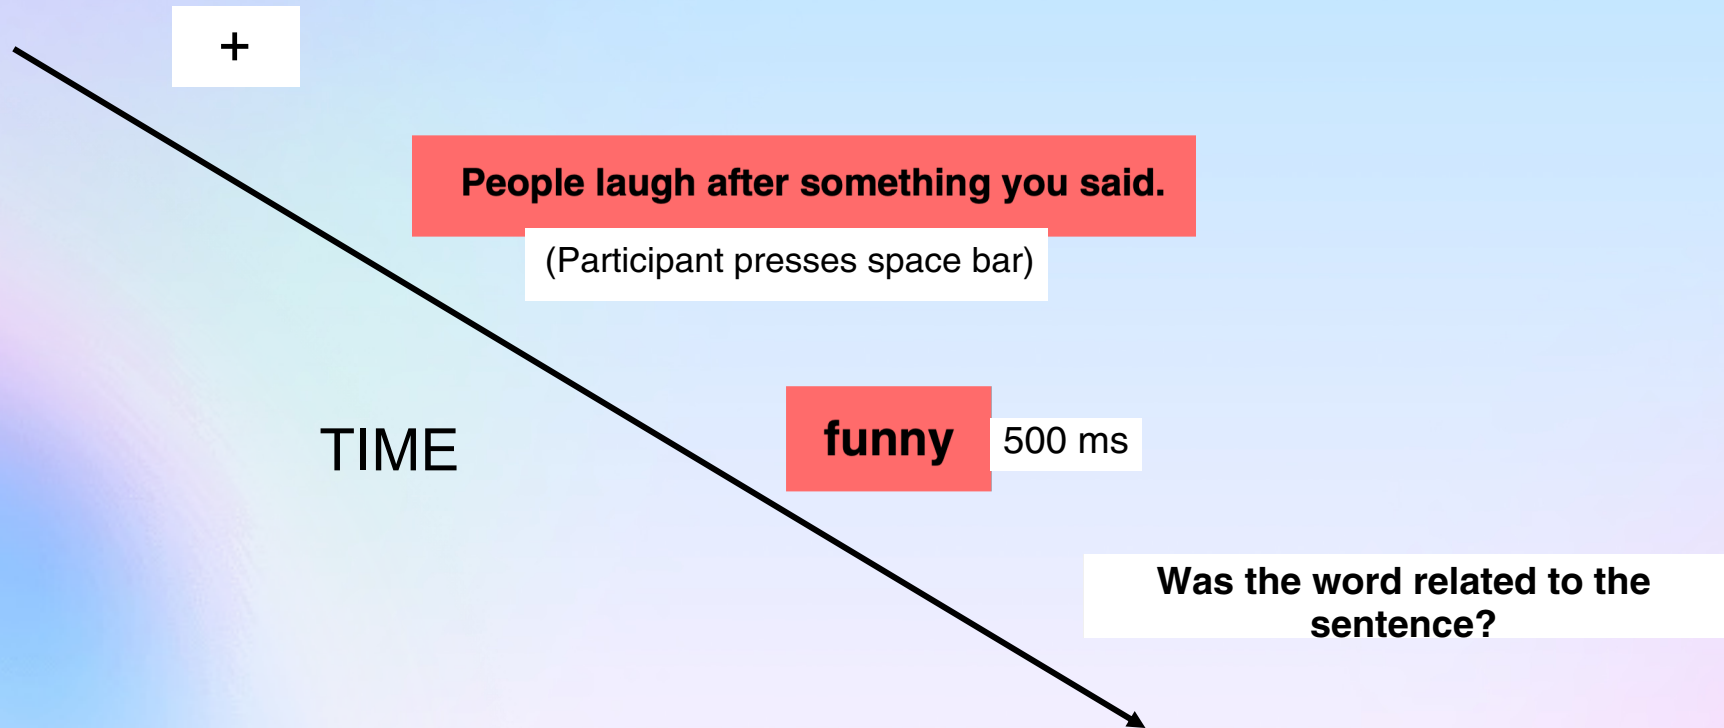 +
People laugh after something you said.
(Participant presses space bar)
TIME
funny
500 ms
Was the word related to the
sentence?